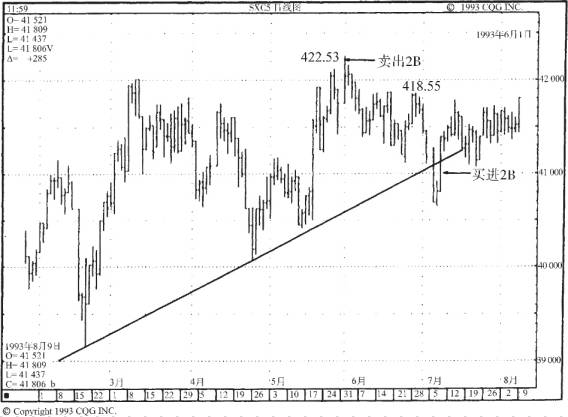 11:59 SXC5日线图 © 1993 CQG INC.
O= 41 521
H= 41 809
L= 41 437
L= 41 806V
Δ= +285
1993年6月1日
422.53
卖出2B
418.55
42 000
41 000
买进2B
40 000
1993年8月9日
O= 41 521
H= 41 809
L= 41 437
C= 41 806 b
39 000
3月 4月 5月 6月 7月 8月
1 8 15 22 1 8 15 22 29 5 12 19 26 3 10 17 24 31 7 14 21 28 6 12 19 26 2 9
© Copyright 1993 CQG INC.